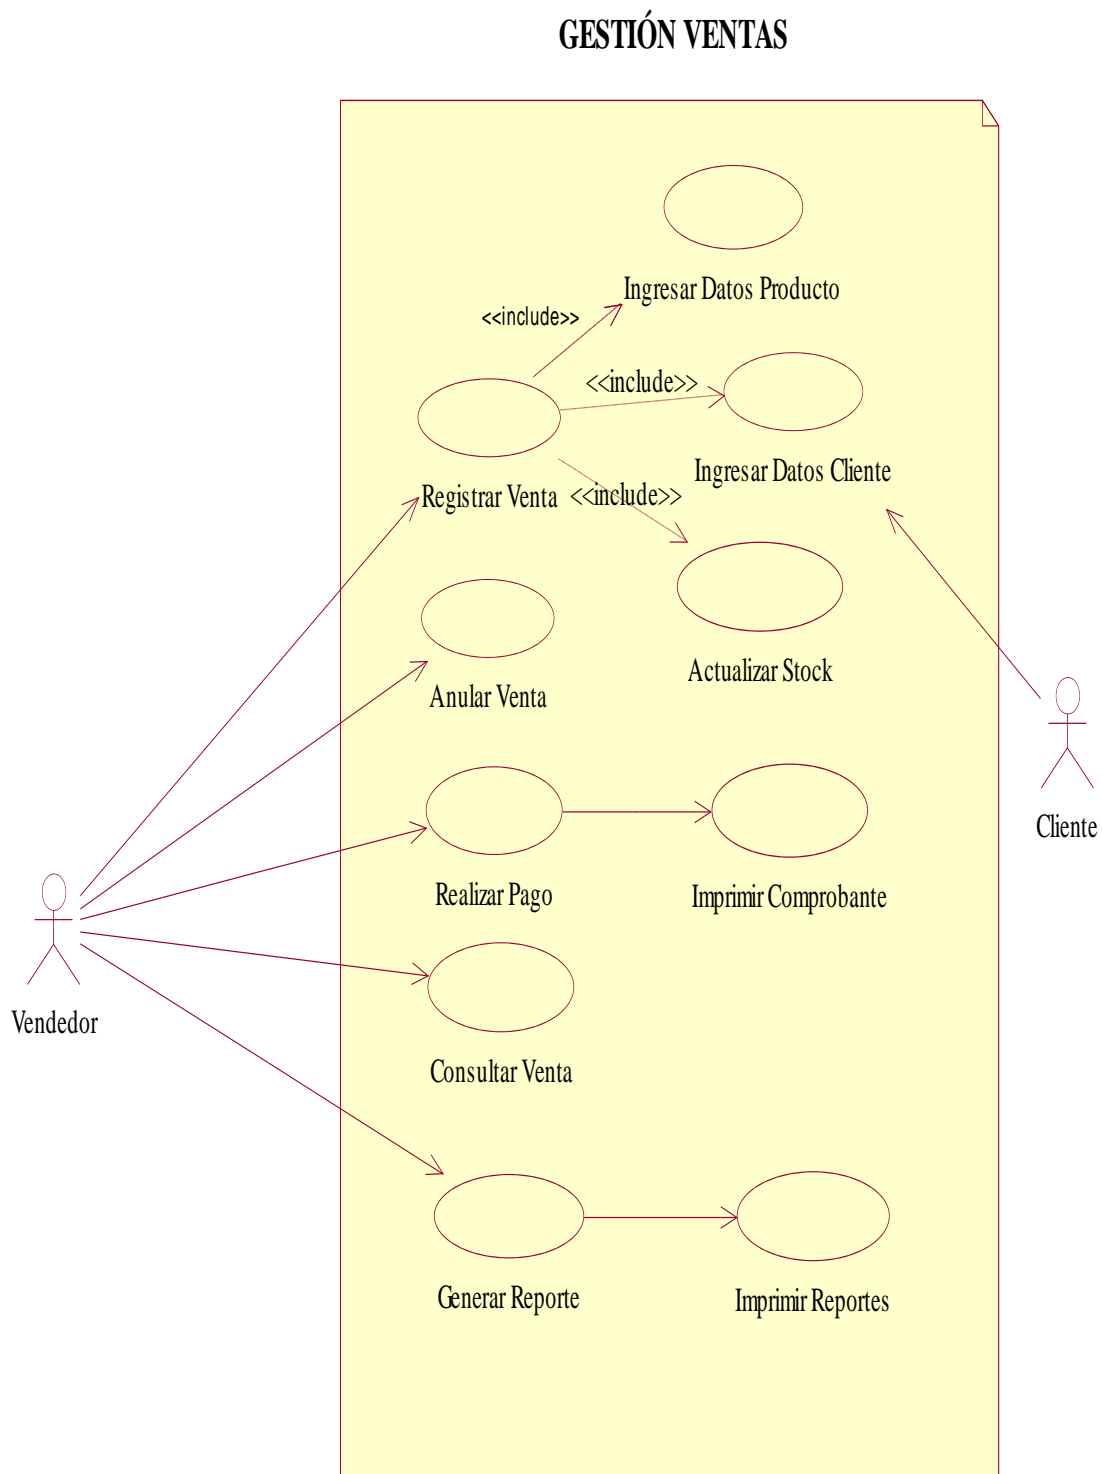 GESTIÓN VENTAS
Ingresar Datos Producto
<<include>>
<<include>>
Ingresar Datos Cliente
Registrar Venta
<<include>>
Actualizar Stock
Anular Venta
Cliente
Realizar Pago
Imprimir Comprobante
Vendedor
Consultar Venta
Generar Reporte
Imprimir Reportes